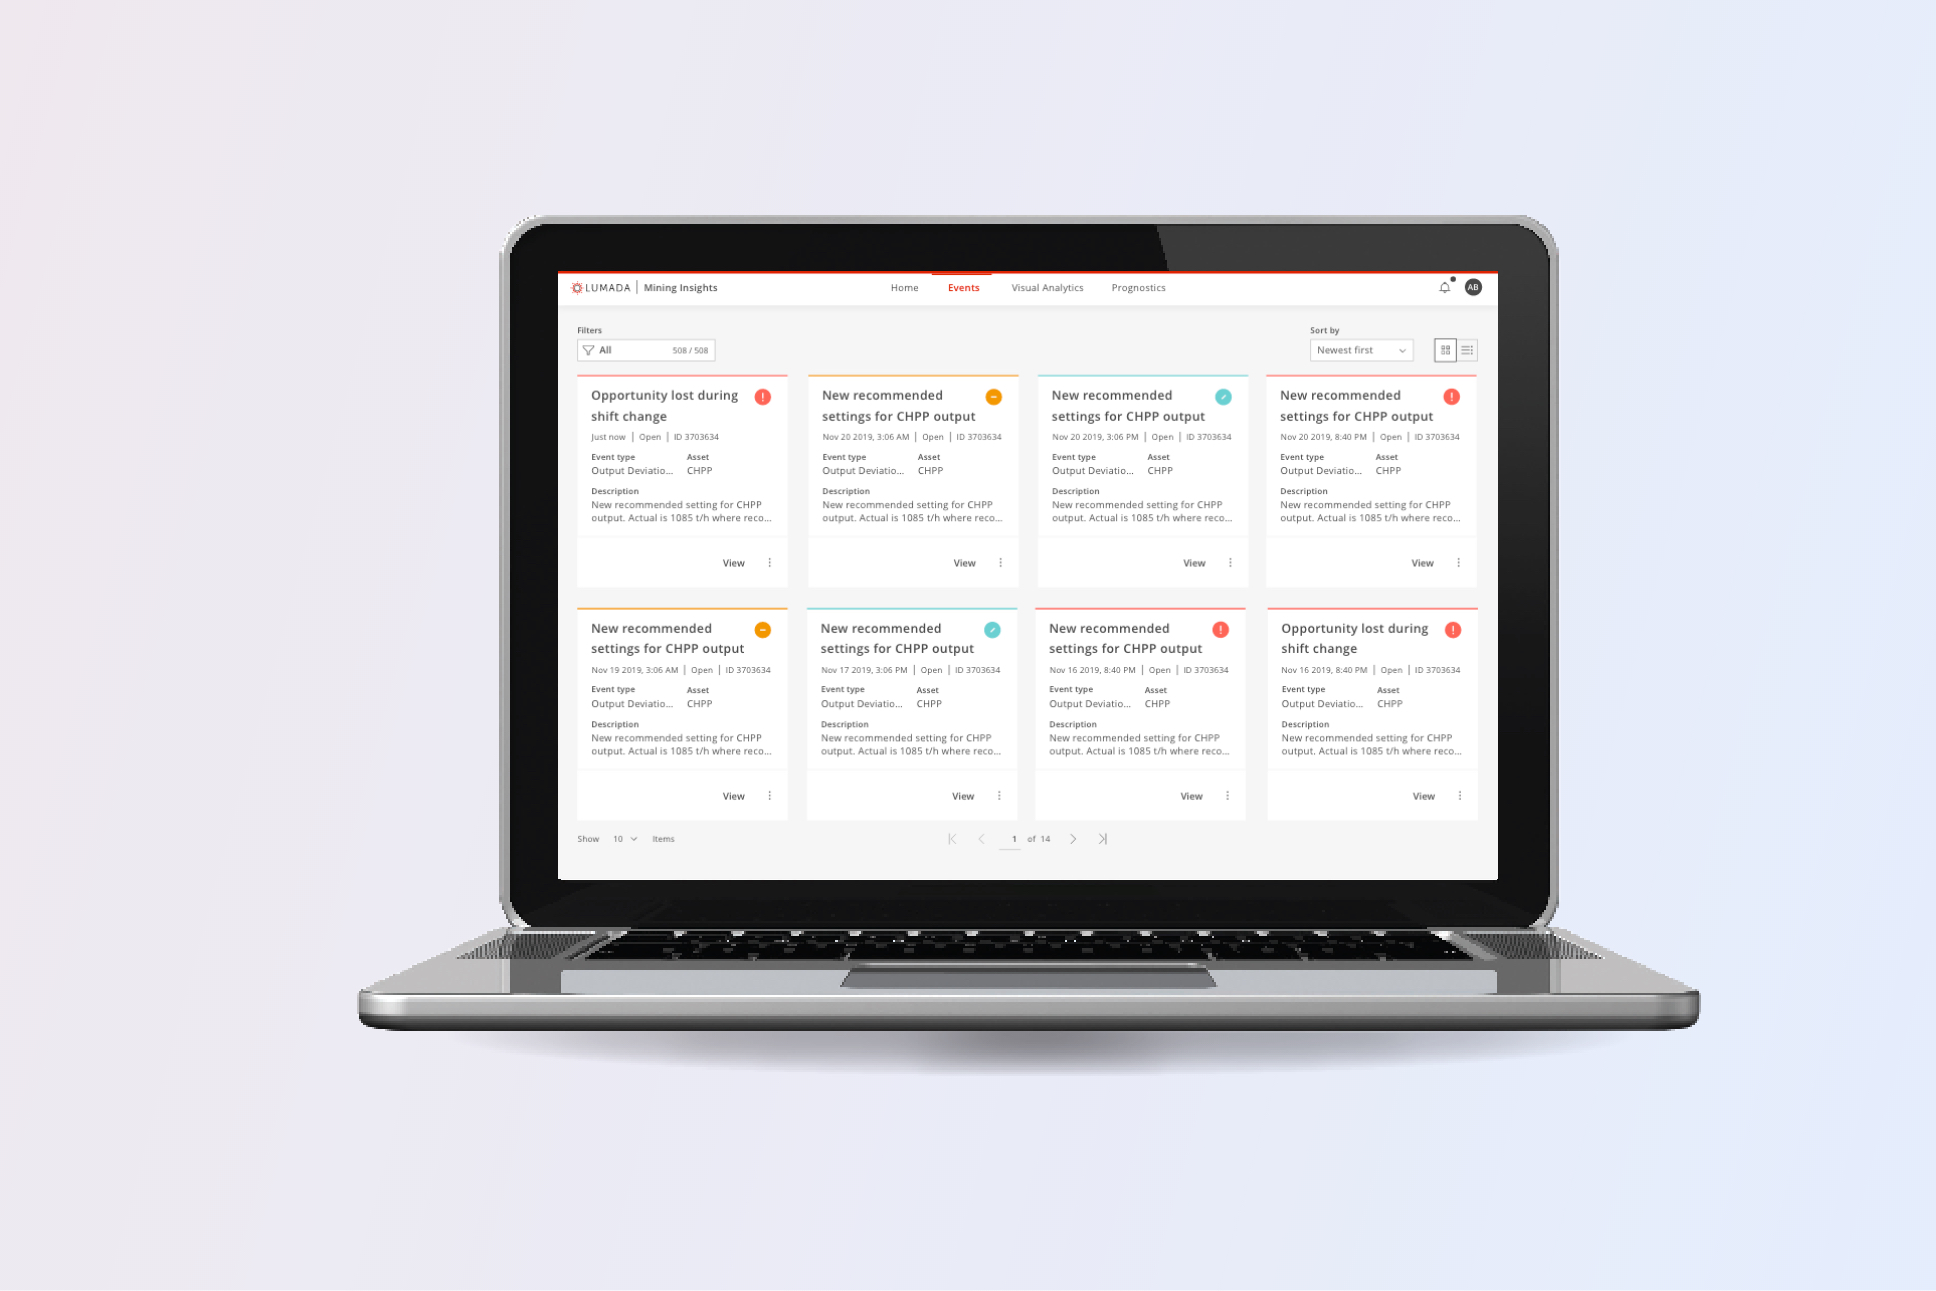 LUMADA | Mining Insights
Home
Events
Visual Analytics
Prognostics
AB
Filters
All
508 / 508
Sort by
Newest first
Opportunity lost during
shift change
Just now | Open | ID 3703634
Event type
Asset
Output Deviatio...
CHPP
Description
New recommended setting for CHPP
output. Actual is 1085 t/h where reco...
View
New recommended
settings for CHPP output
Nov 20 2019, 3:06 AM | Open | ID 3703634
Event type
Asset
Output Deviatio...
CHPP
Description
New recommended setting for CHPP
output. Actual is 1085 t/h where reco...
View
New recommended
settings for CHPP output
Nov 20 2019, 3:06 PM | Open | ID 3703634
Event type
Asset
Output Deviatio...
CHPP
Description
New recommended setting for CHPP
output. Actual is 1085 t/h where reco...
View
New recommended
settings for CHPP output
Nov 20 2019, 8:40 PM | Open | ID 3703634
Event type
Asset
Output Deviatio...
CHPP
Description
New recommended setting for CHPP
output. Actual is 1085 t/h where reco...
View
New recommended
settings for CHPP output
Nov 19 2019, 3:06 AM | Open | ID 3703634
Event type
Asset
Output Deviatio...
CHPP
Description
New recommended setting for CHPP
output. Actual is 1085 t/h where reco...
View
New recommended
settings for CHPP output
Nov 17 2019, 3:06 PM | Open | ID 3703634
Event type
Asset
Output Deviatio...
CHPP
Description
New recommended setting for CHPP
output. Actual is 1085 t/h where reco...
View
New recommended
settings for CHPP output
Nov 16 2019, 8:40 PM | Open | ID 3703634
Event type
Asset
Output Deviatio...
CHPP
Description
New recommended setting for CHPP
output. Actual is 1085 t/h where reco...
View
Opportunity lost during
shift change
Nov 16 2019, 8:40 PM | Open | ID 3703634
Event type
Asset
Output Deviatio...
CHPP
Description
New recommended setting for CHPP
output. Actual is 1085 t/h where reco...
View
Show 10 Items
1 of 14